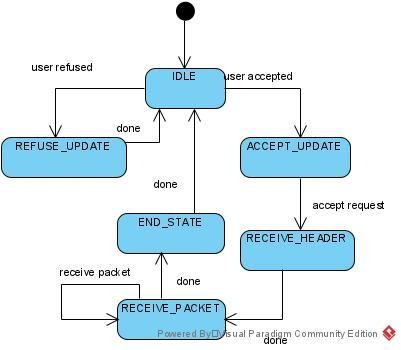 user refused
IDLE
user accepted
done
REFUSE_UPDATE
ACCEPT_UPDATE
done
accept request
END_STATE
RECEIVE_HEADER
receive packet
done
RECEIVE_PACKET
Powered By Visual Paradigm Community Edition
done